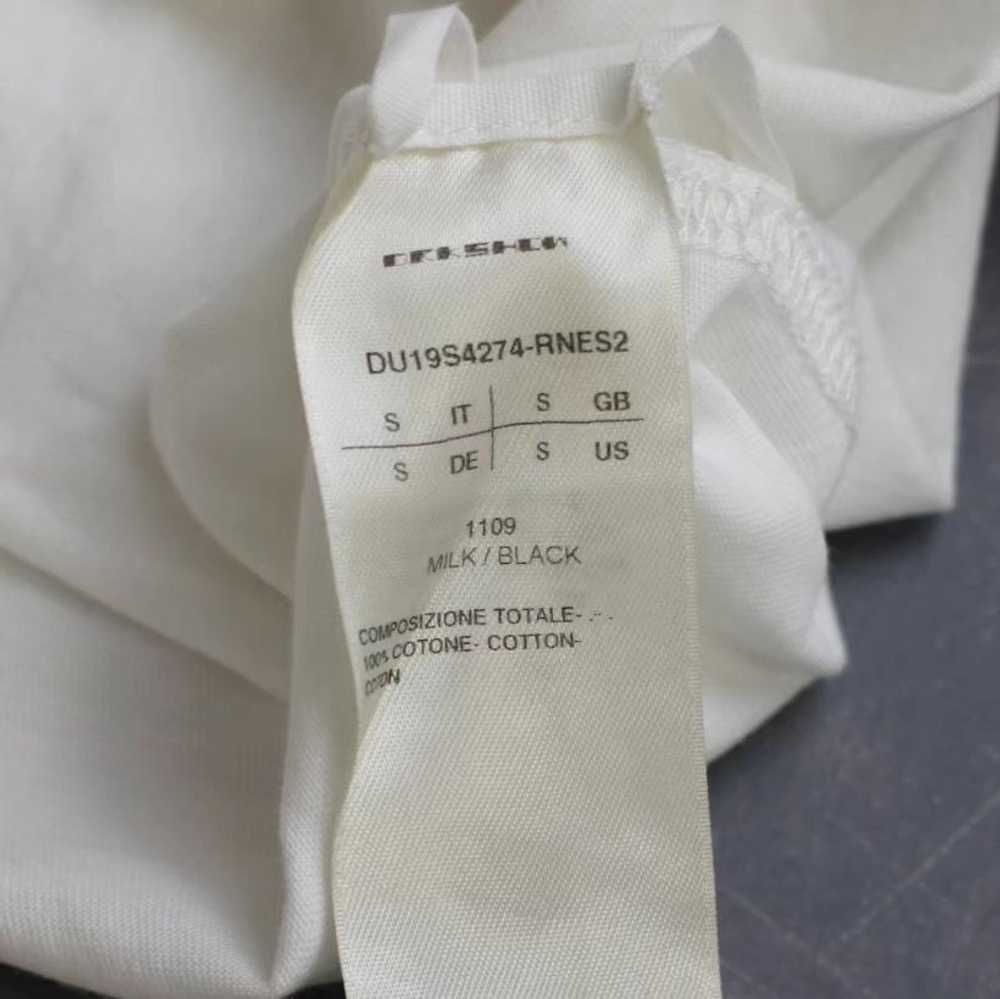 DRKSHDW
DU19S4274-RNES2
S IT S GB
S DE S US
1109
MILK / BLACK
COMPOSIZIONE TOTALE-
100% COTONE- COTTON-
COTON